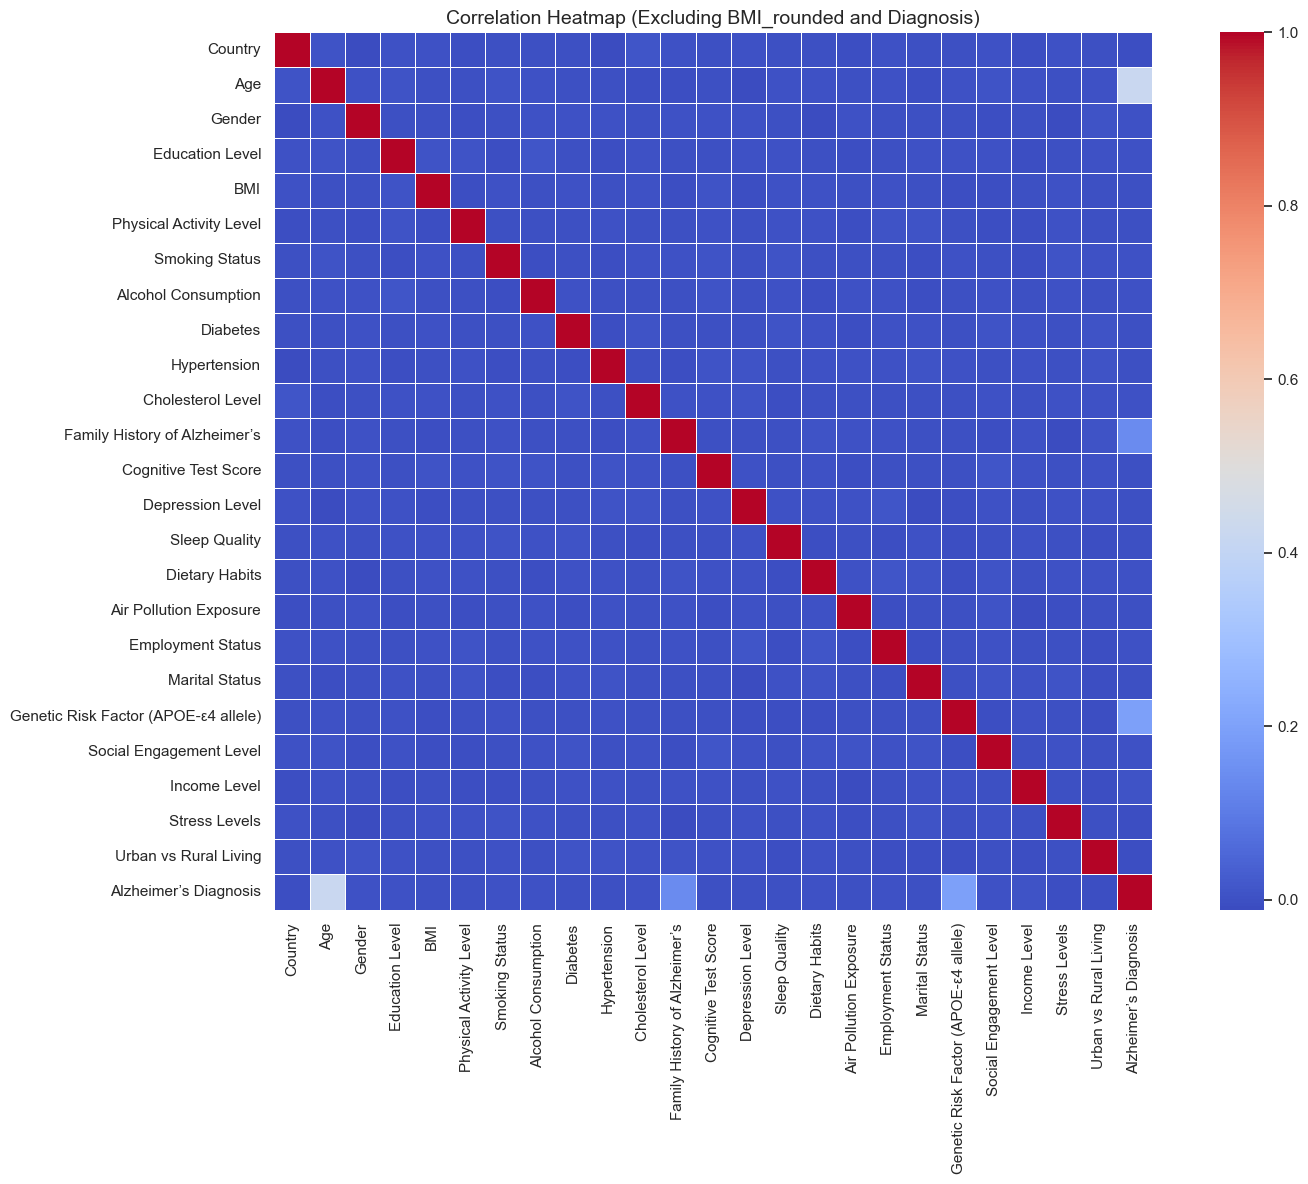 Correlation Heatmap (Excluding BMI_rounded and Diagnosis)
Country
Age
Gender
Education Level
BMI
Physical Activity Level
Smoking Status
Alcohol Consumption
Diabetes
Hypertension
Cholesterol Level
Family History of Alzheimer’s
Cognitive Test Score
Depression Level
Sleep Quality
Dietary Habits
Air Pollution Exposure
Employment Status
Marital Status
Genetic Risk Factor (APOE-ε4 allele)
Social Engagement Level
Income Level
Stress Levels
Urban vs Rural Living
Alzheimer’s Diagnosis
Country
Age
Gender
Education Level
BMI
Physical Activity Level
Smoking Status
Alcohol Consumption
Diabetes
Hypertension
Cholesterol Level
Family History of Alzheimer’s
Cognitive Test Score
Depression Level
Sleep Quality
Dietary Habits
Air Pollution Exposure
Employment Status
Marital Status
Genetic Risk Factor (APOE-ε4 allele)
Social Engagement Level
Income Level
Stress Levels
Urban vs Rural Living
Alzheimer’s Diagnosis
1.0
0.8
0.6
0.4
0.2
0.0